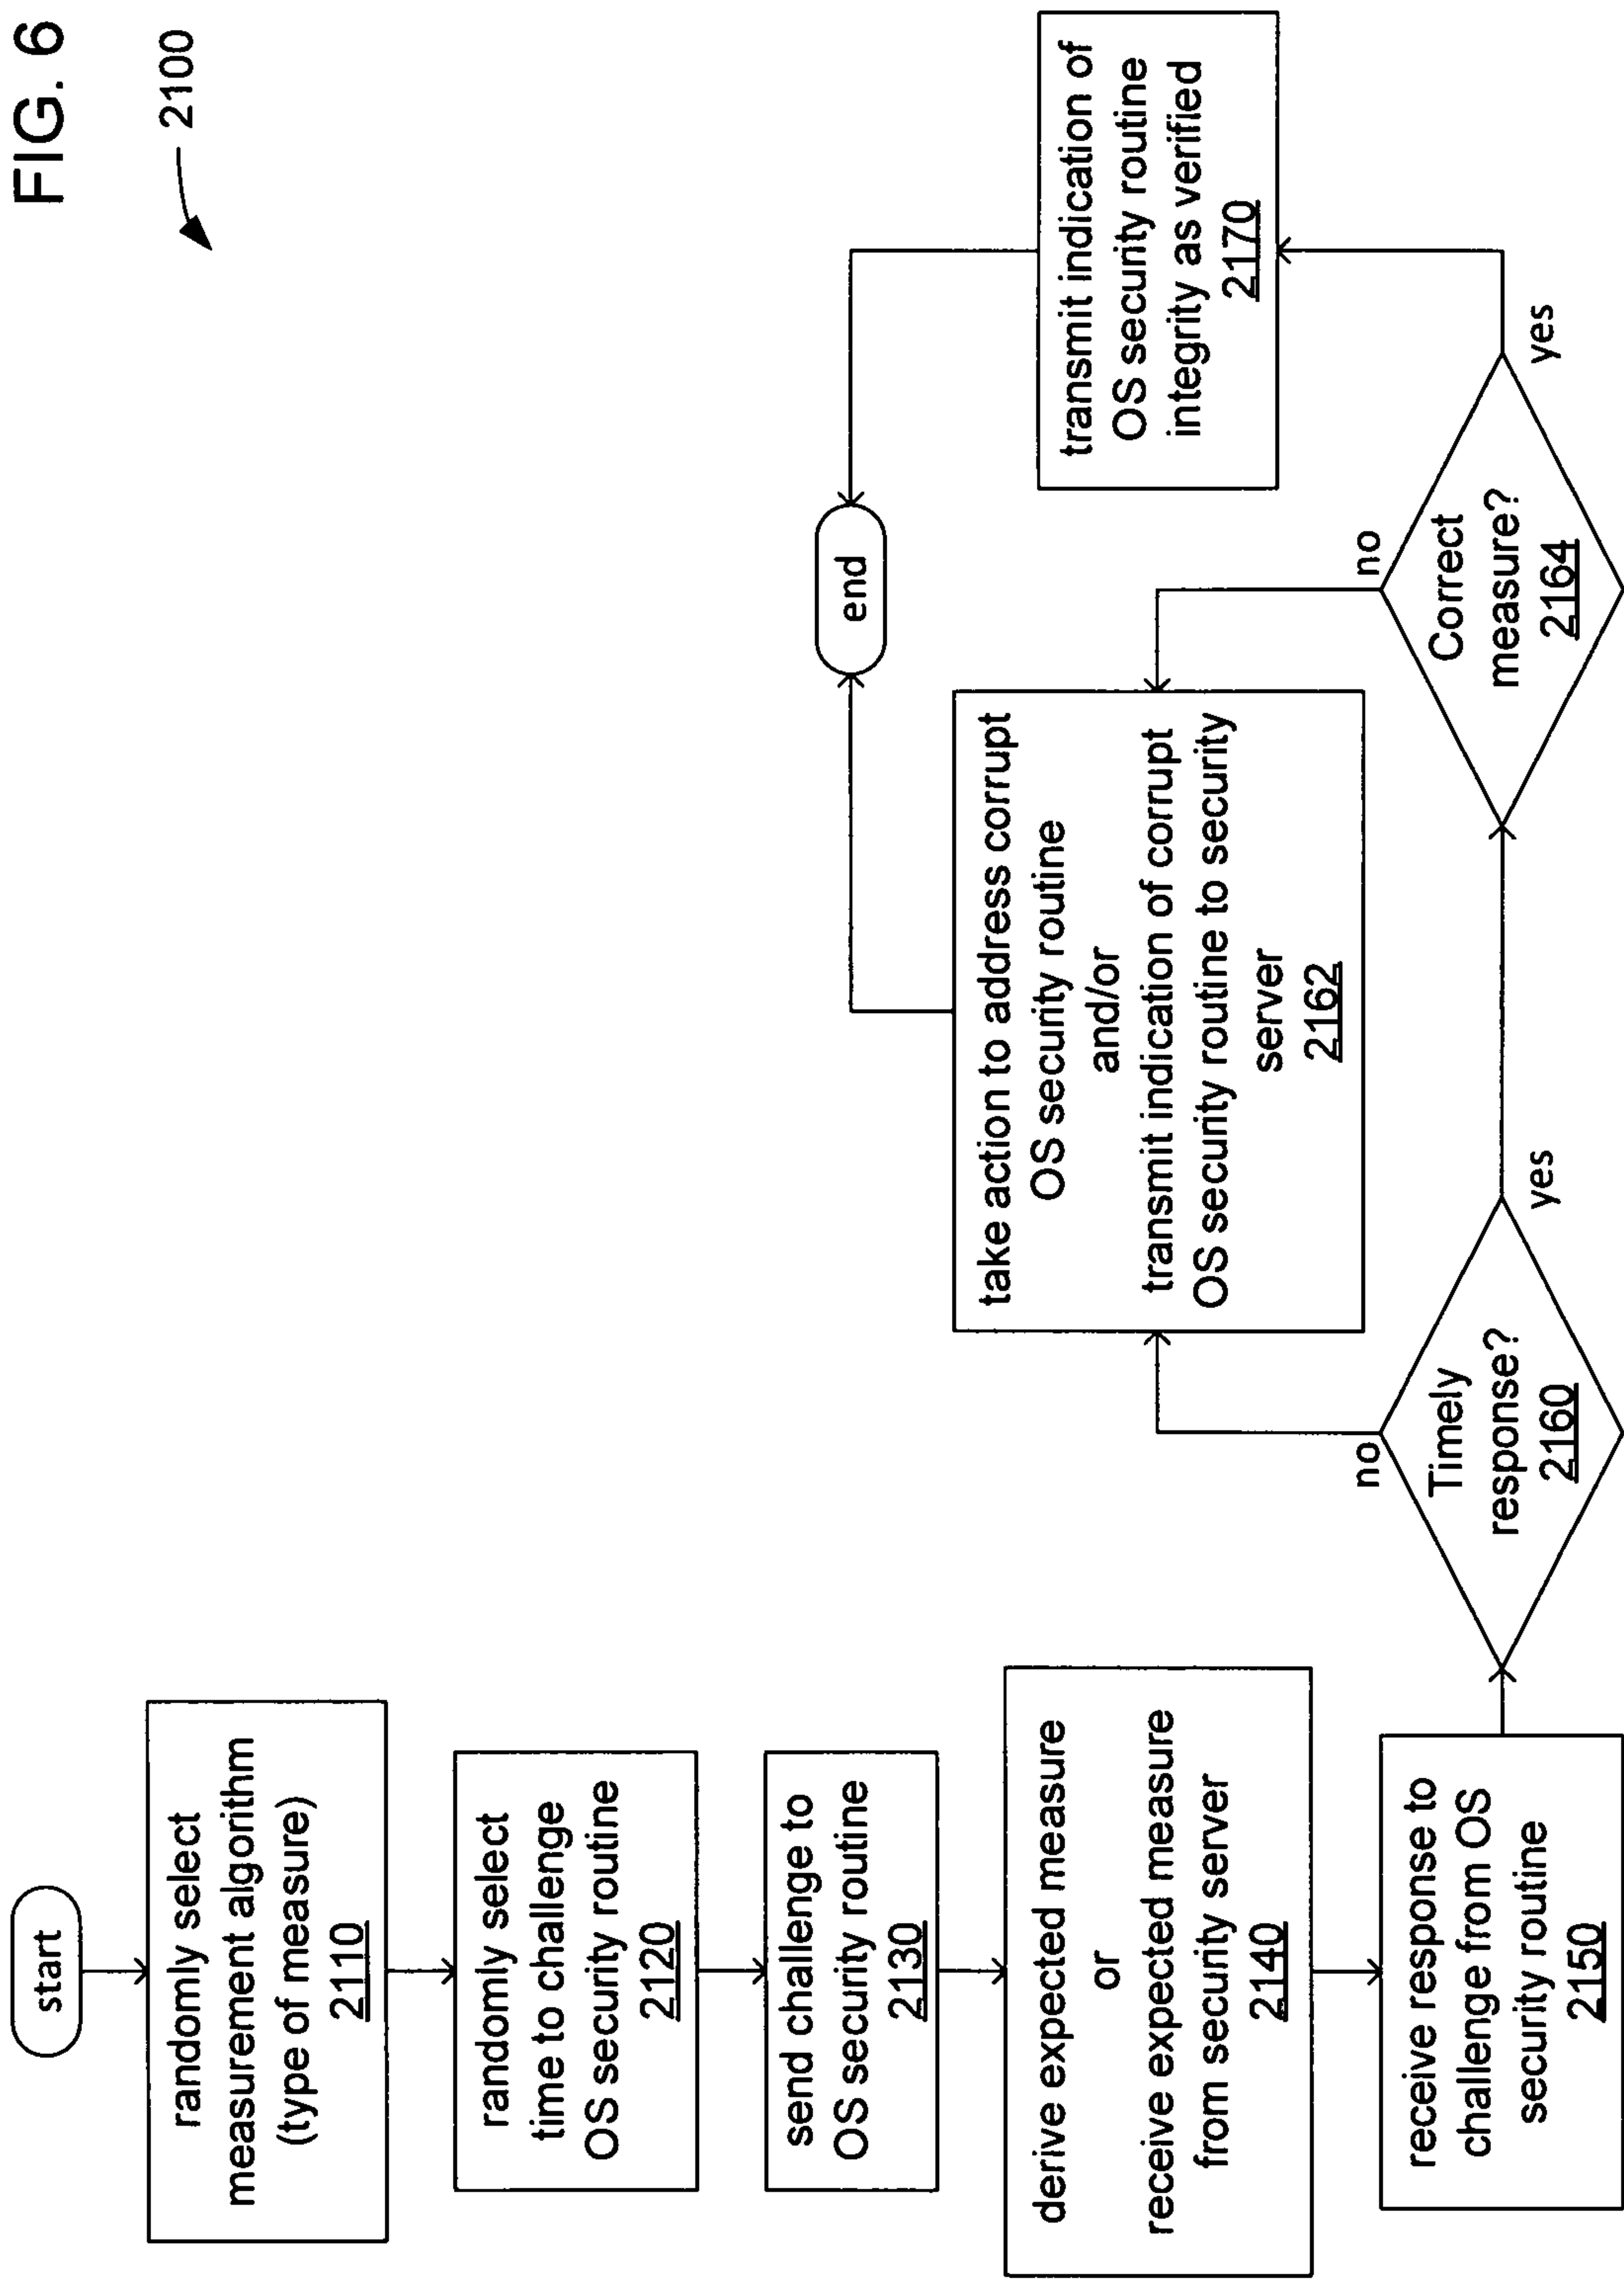 FIG. 6
2100
start
randomly select
measurement algorithm
(type of measure)
2110
randomly select
time to challenge
OS security routine
2120
send challenge to
OS security routine
2130
derive expected measure
or
receive expected measure
from security server
2140
receive response to
challenge from OS
security routine
2150
Timely
response?
2160
no
yes
take action to address corrupt
OS security routine
and/or
transmit indication of corrupt
OS security routine to security
server
2162
Correct
measure?
2164
no
yes
transmit indication of
OS security routine
integrity as verified
2170
end